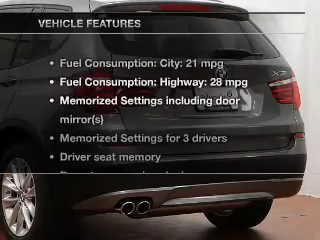 VEHICLE FEATURES
• Fuel Consumption: City: 21 mpg
• Fuel Consumption: Highway: 28 mpg
• Memorized Settings including door
mirror(s)
• Memorized Settings for 3 drivers
• Driver seat memory